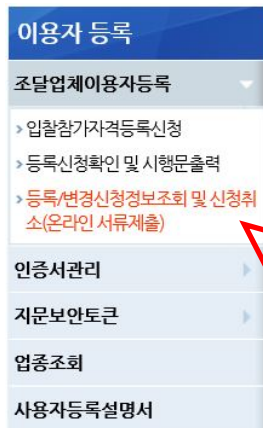 이용자 등록
조달업체이용자등록
> 입찰참가자격등록신청
> 등록신청확인 및 시행문출력
> 등록/변경신청정보조회 및 신청취
소(온라인 서류제출)
인증서관리
지문보안토큰
업종조회
사용자등록설명서